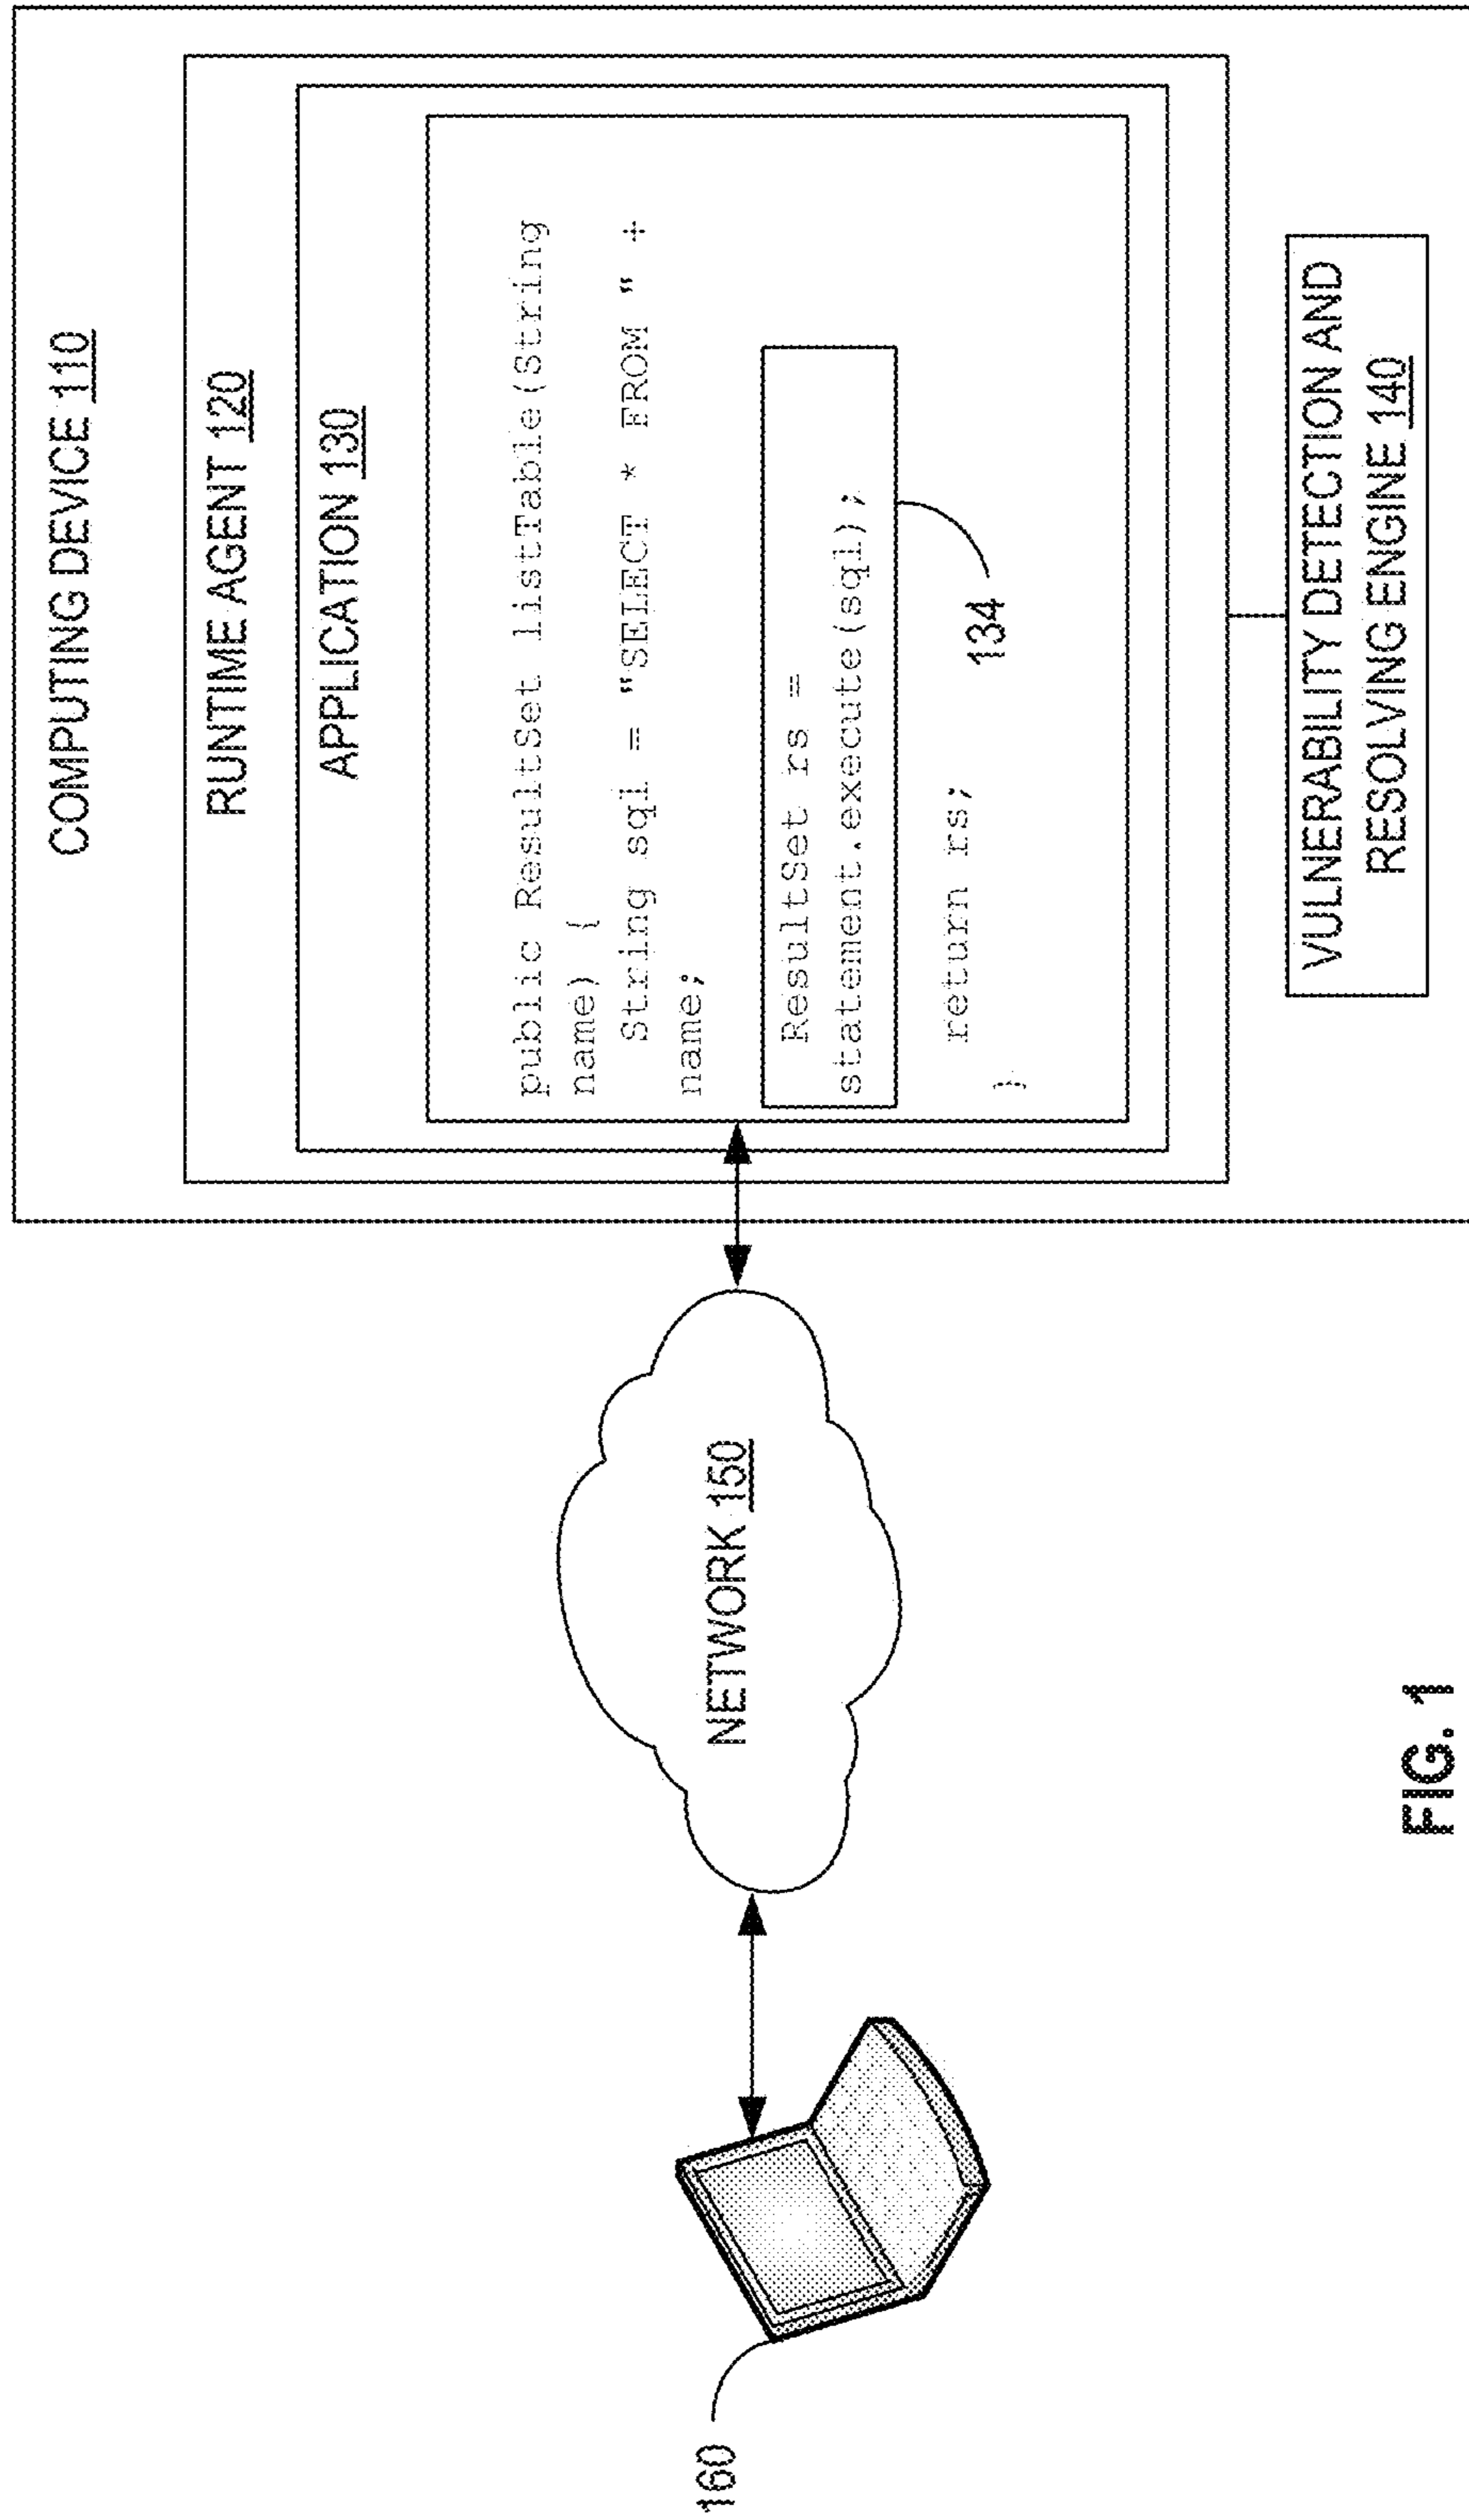 COMPUTING DEVICE 110
RUNTIME AGENT 120
APPLICATION 130
public ResultSet listTable(String
name) {
String sql = "SELECT * FROM " +
name;
ResultSet rs =
statement.execute(sql);
134
return rs;
}
VULNERABILITY DETECTION AND
RESOLVING ENGINE 140
NETWORK 150
160
FIG. 1